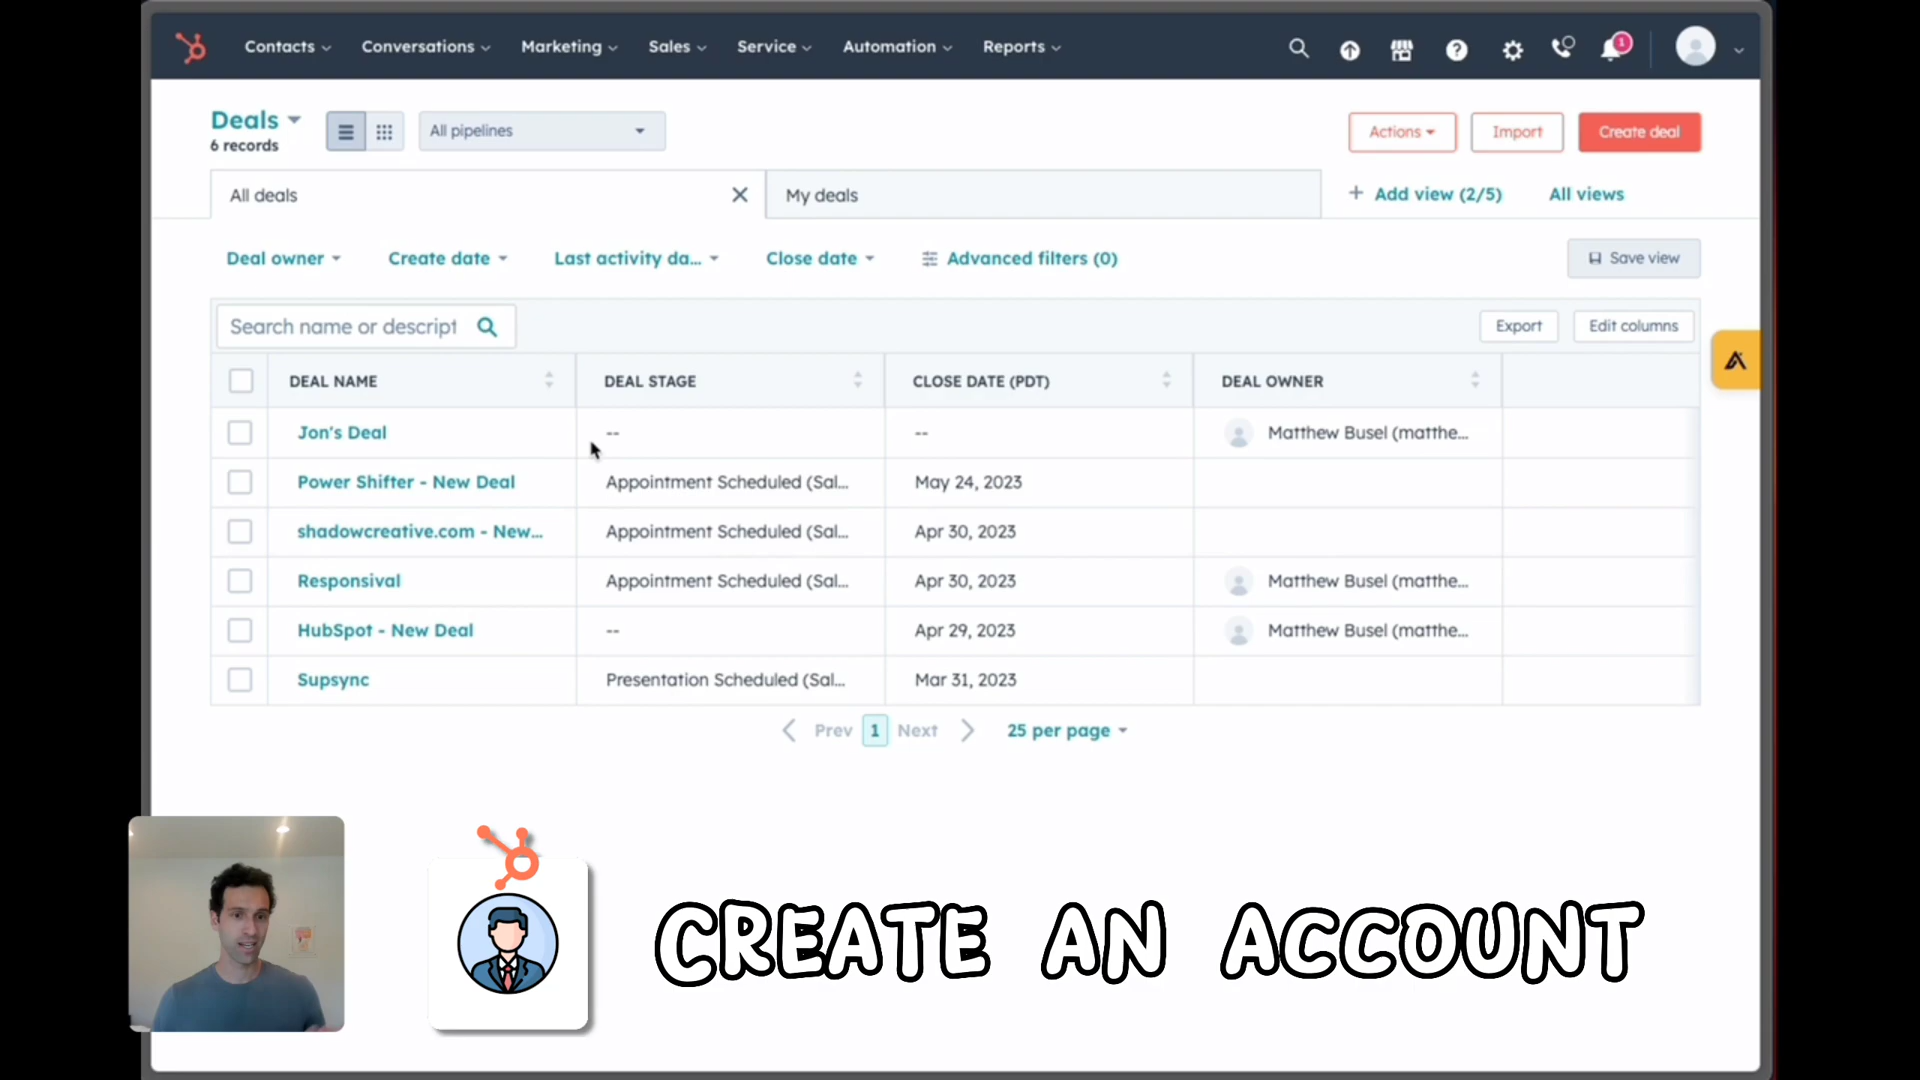 Contacts Conversations Marketing Sales Service Automation Reports 1
Deals
6 records
All pipelines
Actions Import Create deal
All deals My deals + Add view (2/5) All views
Deal owner Create date Last activity da... Close date Advanced filters (0) Save view
Search name or descript Export Edit columns
DEAL NAME DEAL STAGE CLOSE DATE (PDT) DEAL OWNER
Jon's Deal -- -- Matthew Busel (matthe...
Power Shifter - New Deal Appointment Scheduled (Sal... May 24, 2023
shadowcreative.com - New... Appointment Scheduled (Sal... Apr 30, 2023
Responsival Appointment Scheduled (Sal... Apr 30, 2023 Matthew Busel (matthe...
HubSpot - New Deal -- Apr 29, 2023 Matthew Busel (matthe...
Supsync Presentation Scheduled (Sal... Mar 31, 2023
Prev 1 Next 25 per page
CREATE AN ACCOUNT